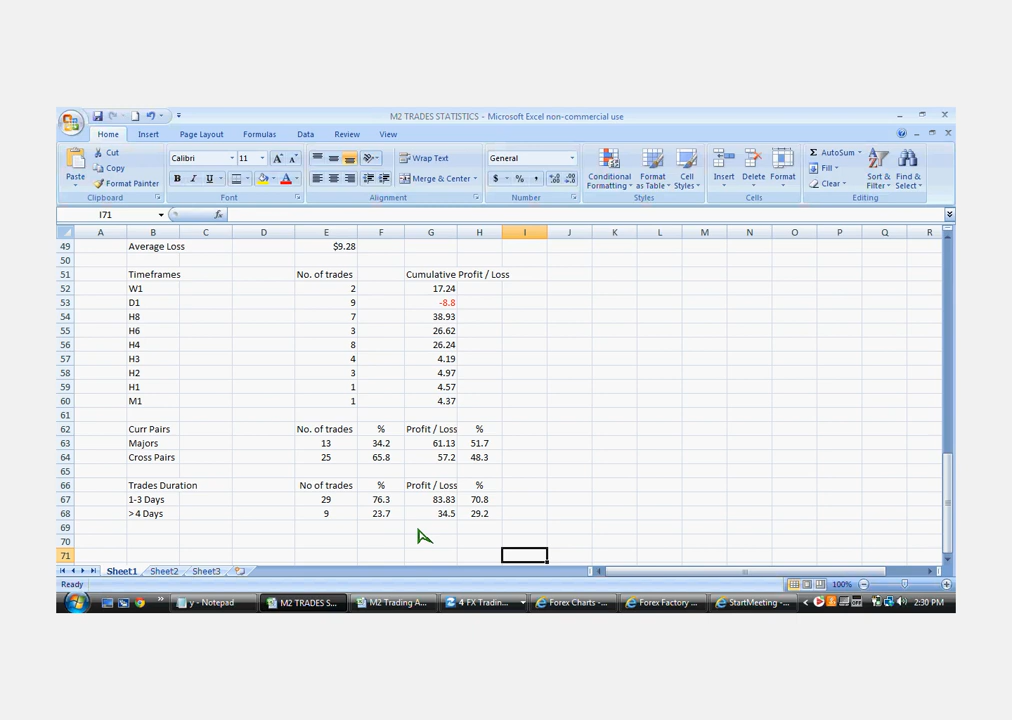 M2 TRADES STATISTICS - Microsoft Excel non-commercial use
Home Insert Page Layout Formulas Data Review View
Paste Cut Copy Format Painter Clipboard
Calibri 11 A A B I U A Font
Wrap Text Merge & Center Alignment
General $ % , Number
Conditional Formatting Format as Table Cell Styles Styles
Insert Delete Format Cells
Σ AutoSum Fill Clear Sort & Filter Find & Select Editing
I71 fx
A B C D E F G H I J K L M N O P Q R
49 Average Loss $9.28
50
51 Timeframes No. of trades Cumulative Profit / Loss
52 W1 2 17.24
53 D1 9 -8.8
54 H8 7 38.93
55 H6 3 26.62
56 H4 8 26.24
57 H3 4 4.19
58 H2 3 4.97
59 H1 1 4.57
60 M1 1 4.37
61
62 Curr Pairs No. of trades % Profit / Loss %
63 Majors 13 34.2 61.13 51.7
64 Cross Pairs 25 65.8 57.2 48.3
65
66 Trades Duration No of trades % Profit / Loss %
67 1-3 Days 29 76.3 83.83 70.8
68 > 4 Days 9 23.7 34.5 29.2
69
70
71
Sheet1 Sheet2 Sheet3
Ready 100%
» y - Notepad M2 TRADES S... M2 Trading A... 4 FX Tradin... Forex Charts -... Forex Factory ... StartMeeting -... 2:30 PM